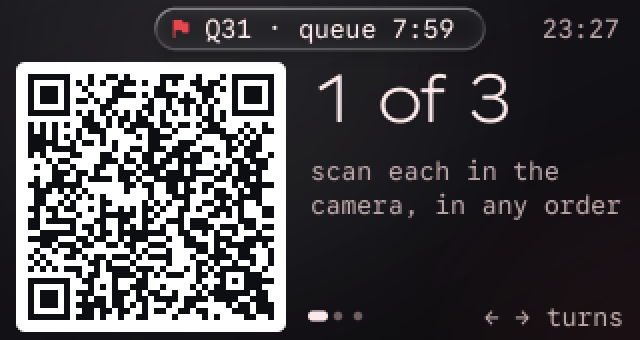 Q31 · queue 7:59
23:27
1 of 3
scan each in the
camera, in any order
← → turns